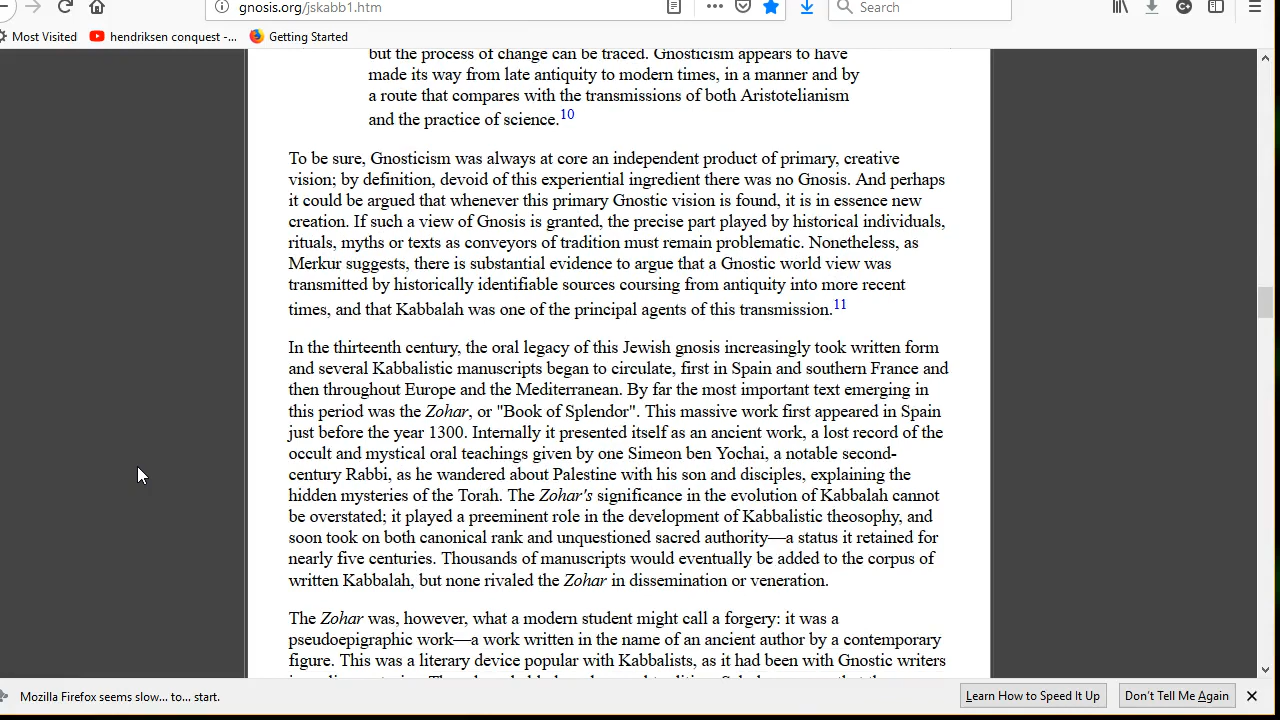 gnosis.org/jskabb1.htm
Search
Most Visited
hendriksen conquest -...
Getting Started
but the process of change can be traced. Gnosticism appears to have
made its way from late antiquity to modern times, in a manner and by
a route that compares with the transmissions of both Aristotelianism
and the practice of science.10
To be sure, Gnosticism was always at core an independent product of primary, creative
vision; by definition, devoid of this experiential ingredient there was no Gnosis. And perhaps
it could be argued that whenever this primary Gnostic vision is found, it is in essence new
creation. If such a view of Gnosis is granted, the precise part played by historical individuals,
rituals, myths or texts as conveyors of tradition must remain problematic. Nonetheless, as
Merkur suggests, there is substantial evidence to argue that a Gnostic world view was
transmitted by historically identifiable sources coursing from antiquity into more recent
times, and that Kabbalah was one of the principal agents of this transmission.11
In the thirteenth century, the oral legacy of this Jewish gnosis increasingly took written form
and several Kabbalistic manuscripts began to circulate, first in Spain and southern France and
then throughout Europe and the Mediterranean. By far the most important text emerging in
this period was the Zohar, or "Book of Splendor". This massive work first appeared in Spain
just before the year 1300. Internally it presented itself as an ancient work, a lost record of the
occult and mystical oral teachings given by one Simeon ben Yochai, a notable second-
century Rabbi, as he wandered about Palestine with his son and disciples, explaining the
hidden mysteries of the Torah. The Zohar's significance in the evolution of Kabbalah cannot
be overstated; it played a preeminent role in the development of Kabbalistic theosophy, and
soon took on both canonical rank and unquestioned sacred authority—a status it retained for
nearly five centuries. Thousands of manuscripts would eventually be added to the corpus of
written Kabbalah, but none rivaled the Zohar in dissemination or veneration.
The Zohar was, however, what a modern student might call a forgery: it was a
pseudoepigraphic work—a work written in the name of an ancient author by a contemporary
figure. This was a literary device popular with Kabbalists, as it had been with Gnostic writers
Mozilla Firefox seems slow... to... start.
Learn How to Speed It Up
Don't Tell Me Again